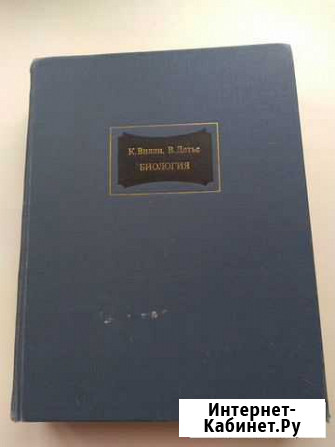 К. Вилли, В. Детье
БИОЛОГИЯ
Интернет-
Кабинет.Ру